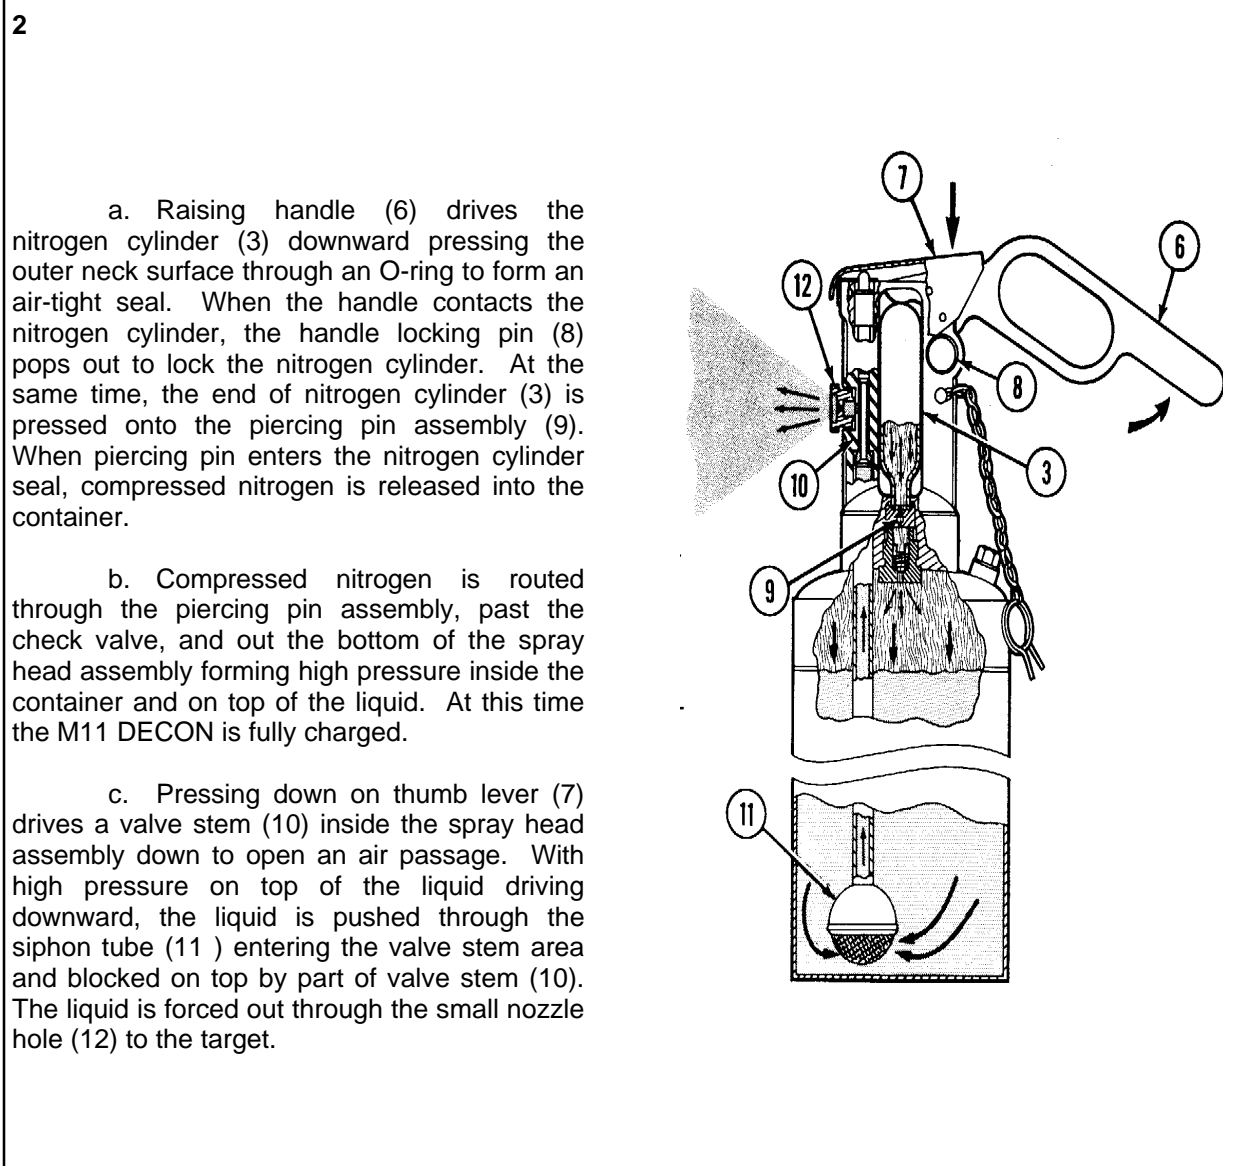 2
a. Raising handle (6) drives the
nitrogen cylinder (3) downward pressing the
outer neck surface through an O-ring to form an
air-tight seal. When the handle contacts the
nitrogen cylinder, the handle locking pin (8)
pops out to lock the nitrogen cylinder. At the
same time, the end of nitrogen cylinder (3) is
pressed onto the piercing pin assembly (9).
When piercing pin enters the nitrogen cylinder
seal, compressed nitrogen is released into the
container.
b. Compressed nitrogen is routed
through the piercing pin assembly, past the
check valve, and out the bottom of the spray
head assembly forming high pressure inside the
container and on top of the liquid. At this time
the M11 DECON is fully charged.
c. Pressing down on thumb lever (7)
drives a valve stem (10) inside the spray head
assembly down to open an air passage. With
high pressure on top of the liquid driving
downward, the liquid is pushed through the
siphon tube (11 ) entering the valve stem area
and blocked on top by part of valve stem (10).
The liquid is forced out through the small nozzle
hole (12) to the target.
7
6
12
8
3
10
9
11